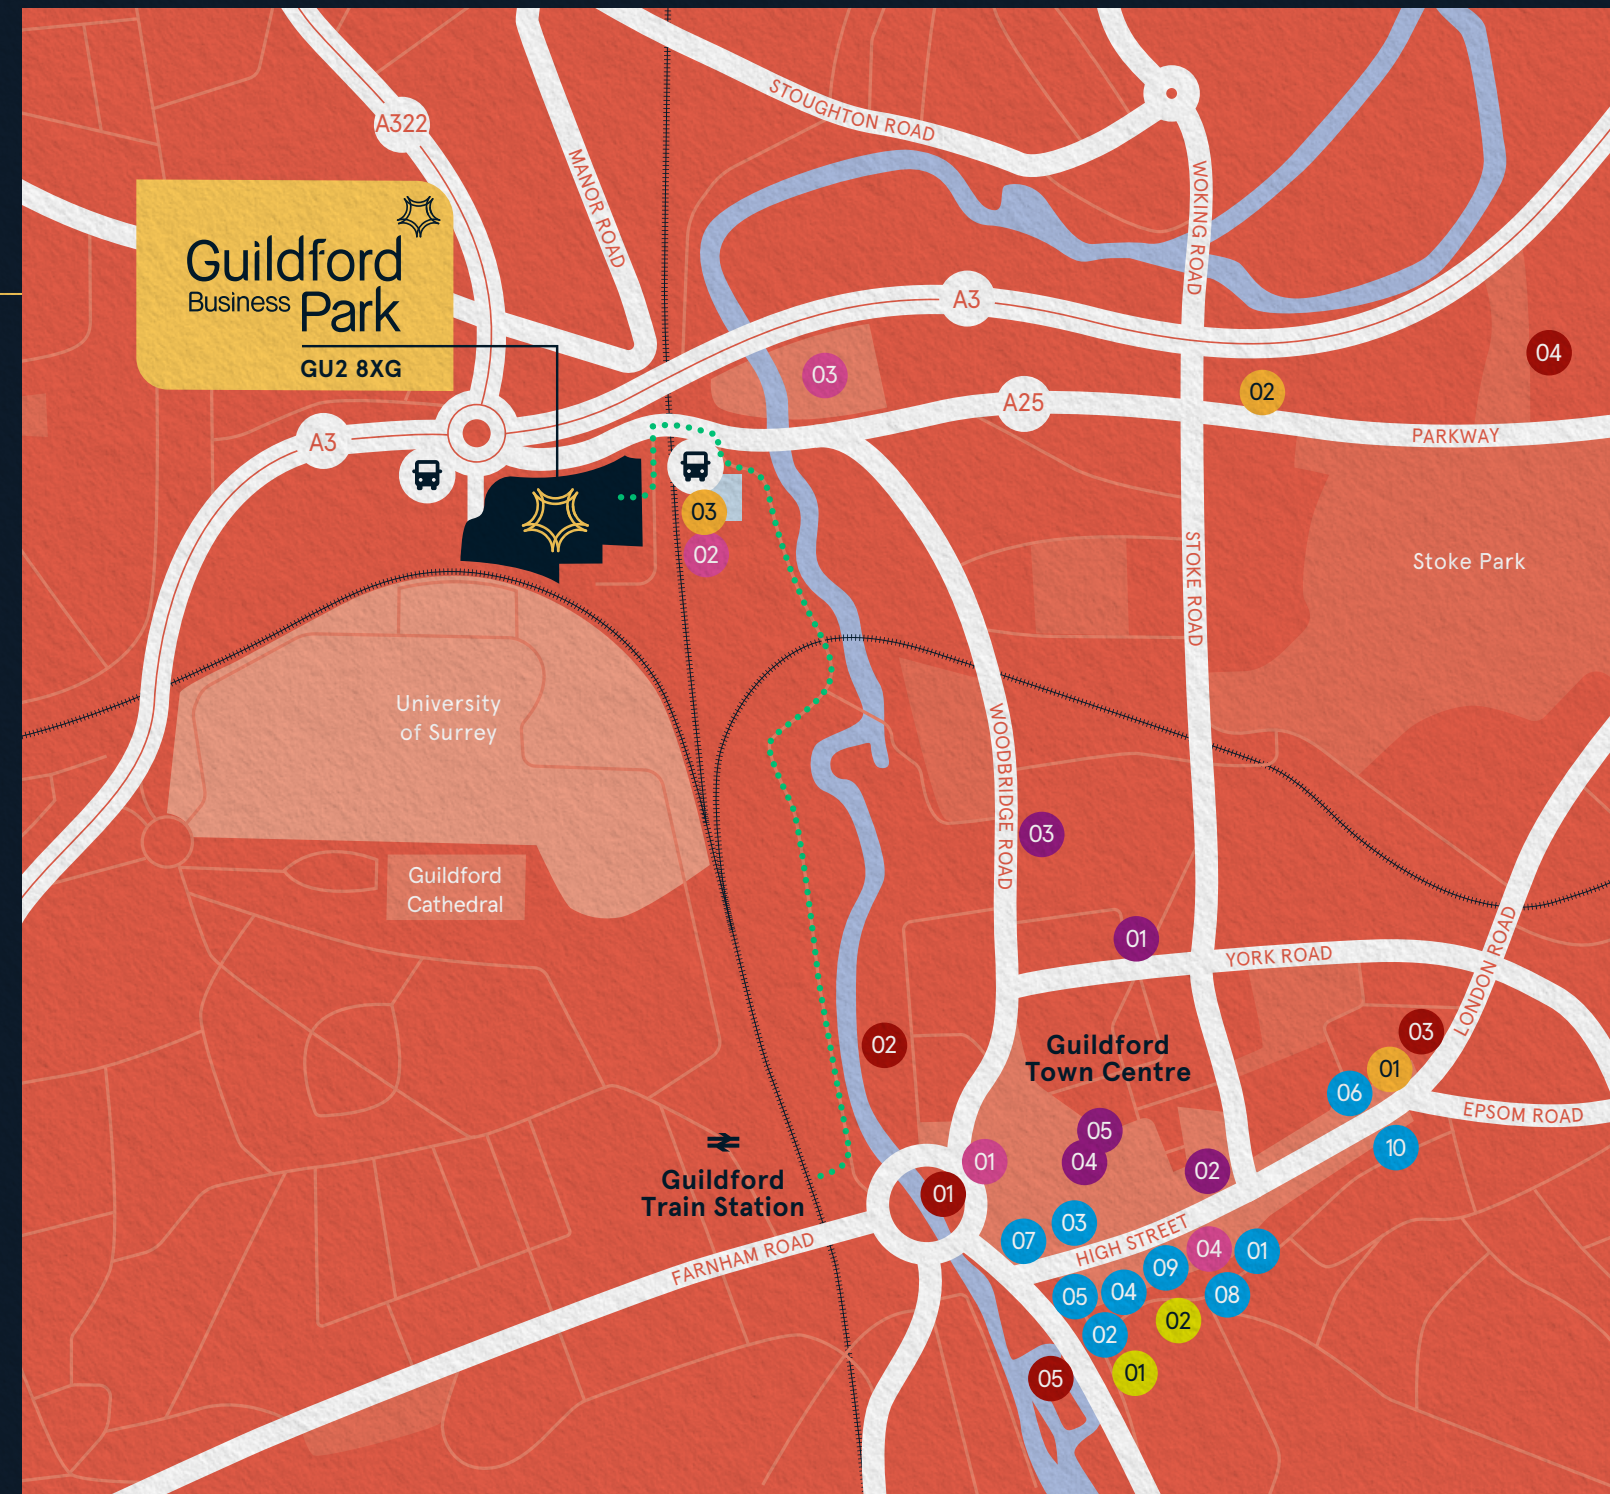 A322
STOUGHTON ROAD
MANOR ROAD
WOKING ROAD
Guildford
Business Park
GU2 8XG
A3
A3
03
04
02
A25
PARKWAY
03
02
Stoke Park
STOKE ROAD
University
of Surrey
WOODBRIDGE ROAD
03
Guildford
Cathedral
01
YORK ROAD
LONDON ROAD
02
Guildford
Town Centre
03
01
06
EPSOM ROAD
05
10
01
04
02
Guildford
Train Station
01
03
07
HIGH STREET
04
01
FARNHAM ROAD
09
05
04
08
02
02
01
05